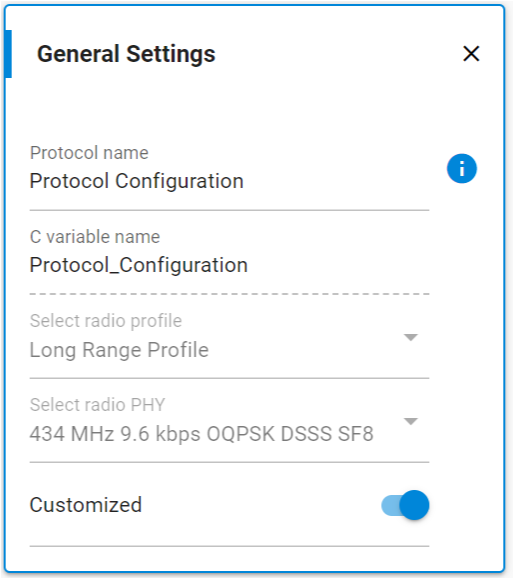 General Settings
Protocol name
Protocol Configuration
C variable name
Protocol_Configuration
Select radio profile
Long Range Profile
Select radio PHY
434 MHz 9.6 kbps OQPSK DSSS SF8
Customized